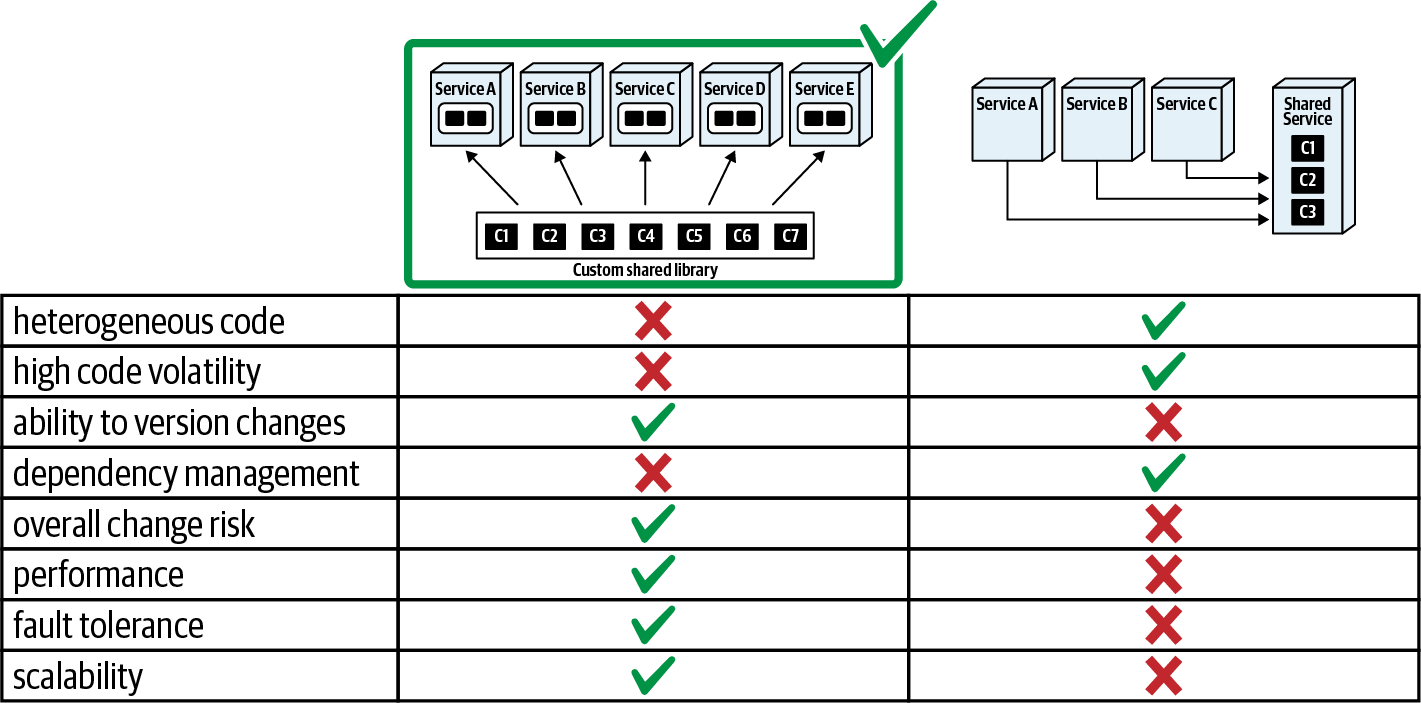 Service A
Service B
Service C
Service D
Service E
C1
C2
C3
C4
C5
C6
C7
Custom shared library
Service A
Service B
Service C
Shared
Service
C1
C2
C3
heterogeneous code
high code volatility
ability to version changes
dependency management
overall change risk
performance
fault tolerance
scalability